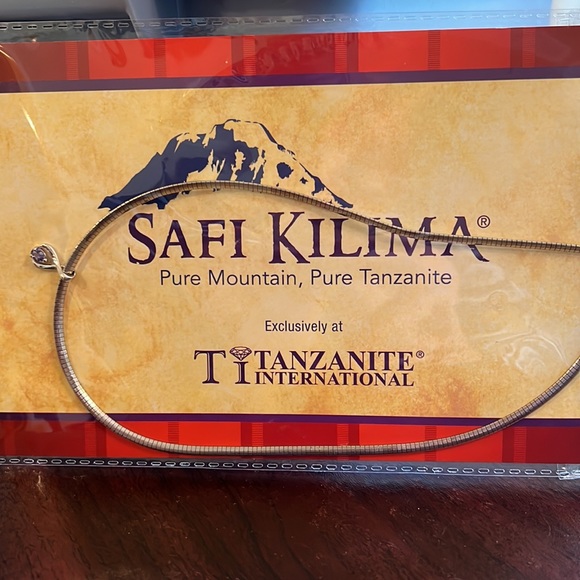 SAFI KILIMA®
Pure Mountain, Pure Tanzanite
Exclusively at
Ti TANZANITE®
INTERNATIONAL